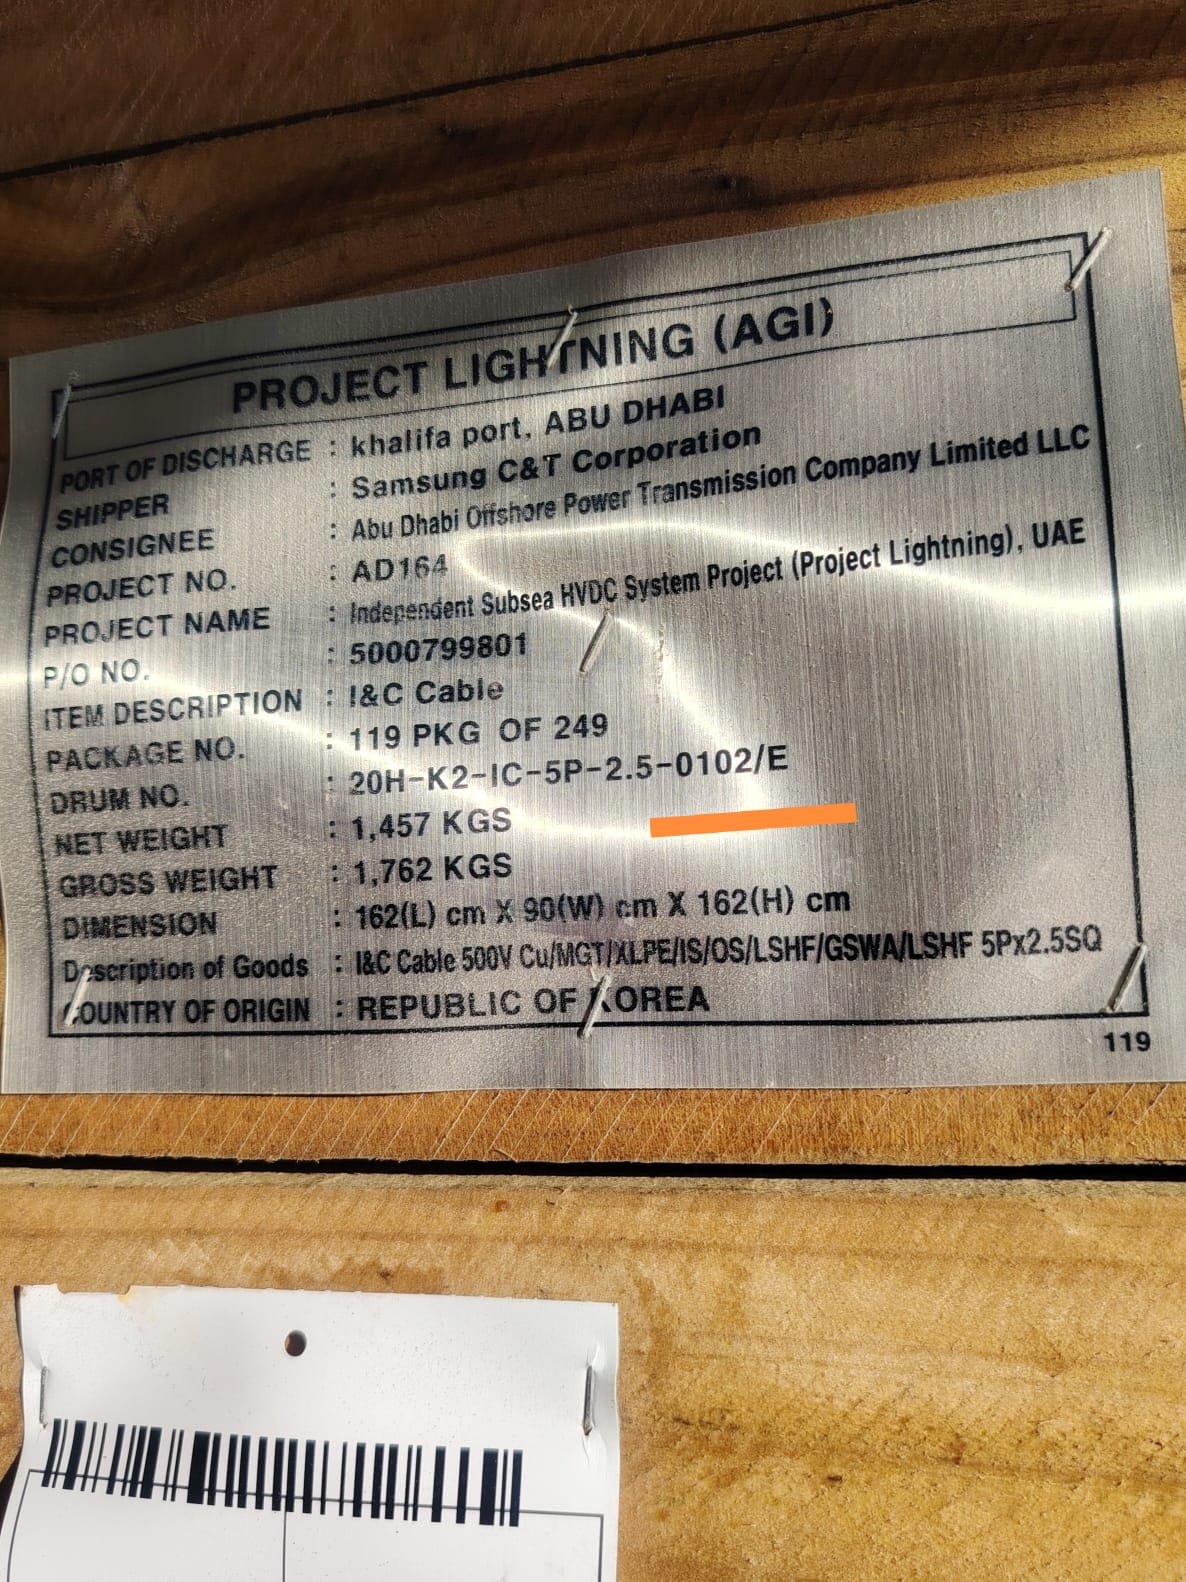 PROJECT LIGHTNING (AGI)
PORT OF DISCHARGE : khalifa port, ABU DHABI
SHIPPER : Samsung C&T Corporation
CONSIGNEE : Abu Dhabi Offshore Power Transmission Company Limited LLC
PROJECT NO. : AD164
PROJECT NAME : Independent Subsea HVDC System Project (Project Lightning), UAE
P/O NO. : 5000799801
ITEM DESCRIPTION : I&C Cable
PACKAGE NO. : 119 PKG OF 249
DRUM NO. : 20H-K2-IC-5P-2.5-0102/E
NET WEIGHT : 1,457 KGS
GROSS WEIGHT : 1,762 KGS
DIMENSION : 162(L) cm X 90(W) cm X 162(H) cm
Description of Goods : I&C Cable 500V Cu/MGT/XLPE/IS/OS/LSHF/GSWA/LSHF 5Px2.5SQ
COUNTRY OF ORIGIN : REPUBLIC OF KOREA
119